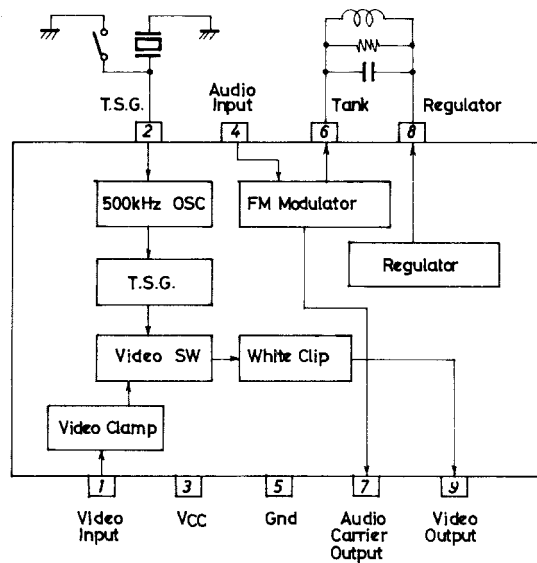 T.S.G.
Audio
Input
Tank
Regulator
2
4
6
8
500kHz OSC
FM Modulator
Regulator
T.S.G.
Video SW
White Clip
Video Clamp
1
3
5
7
9
Video
Input
VCC
Gnd
Audio
Carrier
Output
Video
Output